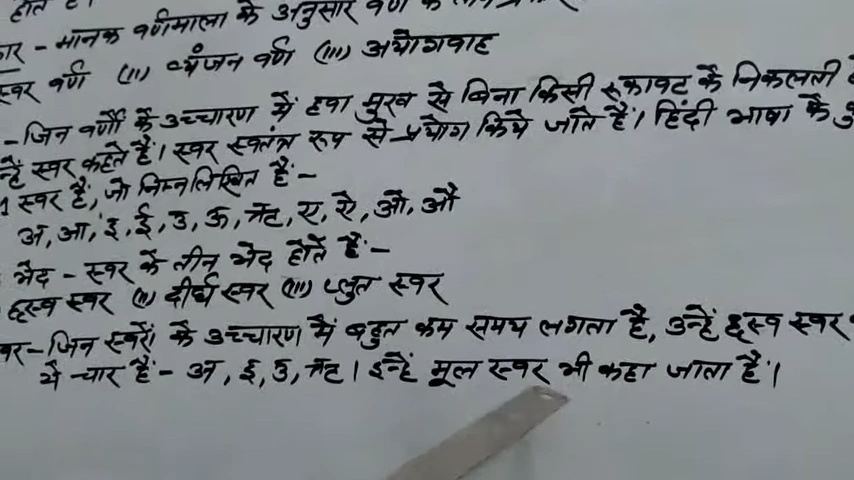 होते है।
मानक वर्णमाला के अनुसार वर्ण के तीन
स्वर वर्ण (ii) व्यंजन वर्ण (iii) अयोगवाह
-जिन वर्णों के उच्चारण में हवा मुख से बिना किसी रुकावट के निकलती
स्वर कहते हैं। स्वर स्वतंत्र रूप से प्रयोग किये जाते हैं। हिंदी भाषा के
स्वर हैं, जो निम्नलिखित हैं-
अ, आ, इ, ई, उ, ऊ, ऋ, ए, ऐ, ओ, औ
भेद - स्वर के तीन भेद होते हैं-
ह्रस्व स्वर (ii) दीर्घ स्वर (iii) प्लुत स्वर
-जिन स्वरों के उच्चारण में बहुत कम समय लगता है, उन्हें ह्रस्व स्वर
ये चार हैं- अ, इ, उ, ऋ। इन्हें मूल स्वर भी कहा जाता है।